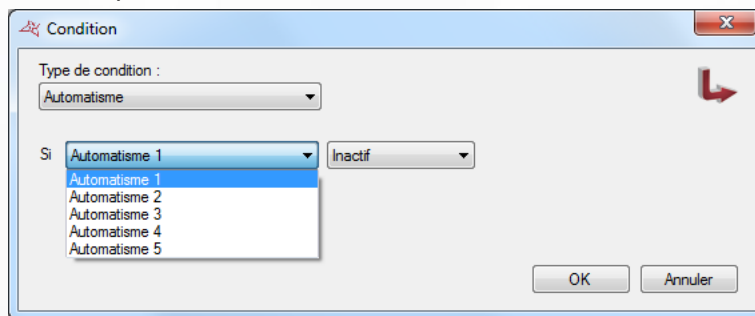 Condition
Type de condition :
Automatisme
Si Automatisme 1 Inactif
Automatisme 1
Automatisme 2
Automatisme 3
Automatisme 4
Automatisme 5
OK Annuler